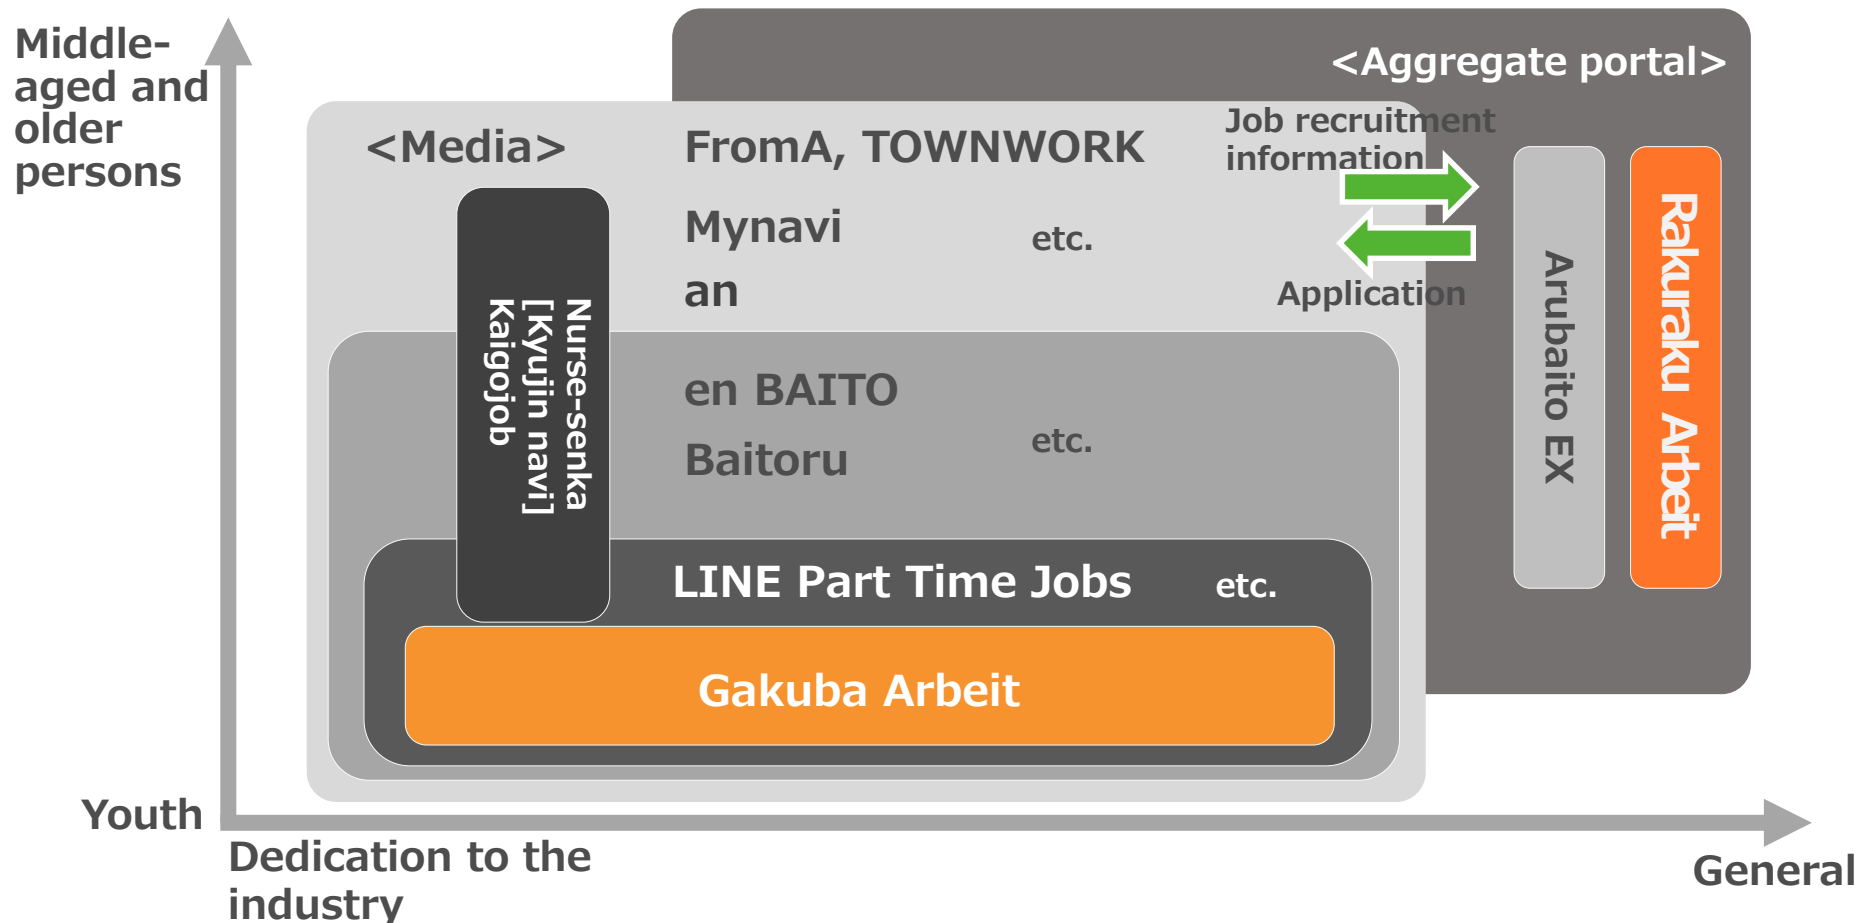 Middle-
aged and
older
persons
<Aggregate portal>
<Media>
FromA, TOWNWORK
Mynavi
etc.
an
Job recruitment
information
Application
Nurse-senka
[Kyujin navi]
Kaigojob
en BAITO
Baitoru
etc.
LINE Part Time Jobs
etc.
Gakuba Arbeit
Arubaito EX
Rakuraku Arbeit
Youth
Dedication to the
industry
General